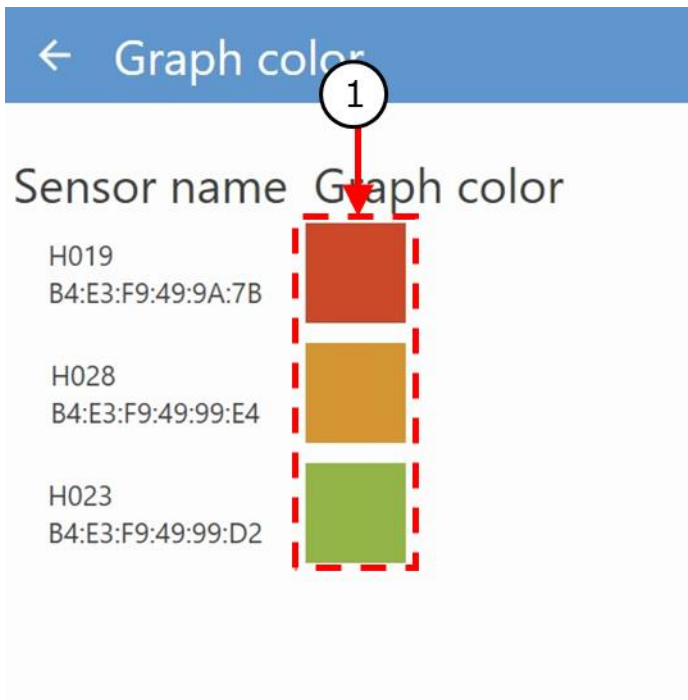 ← Graph color
1
Sensor name Graph color
H019
B4:E3:F9:49:9A:7B
H028
B4:E3:F9:49:99:E4
H023
B4:E3:F9:49:99:D2